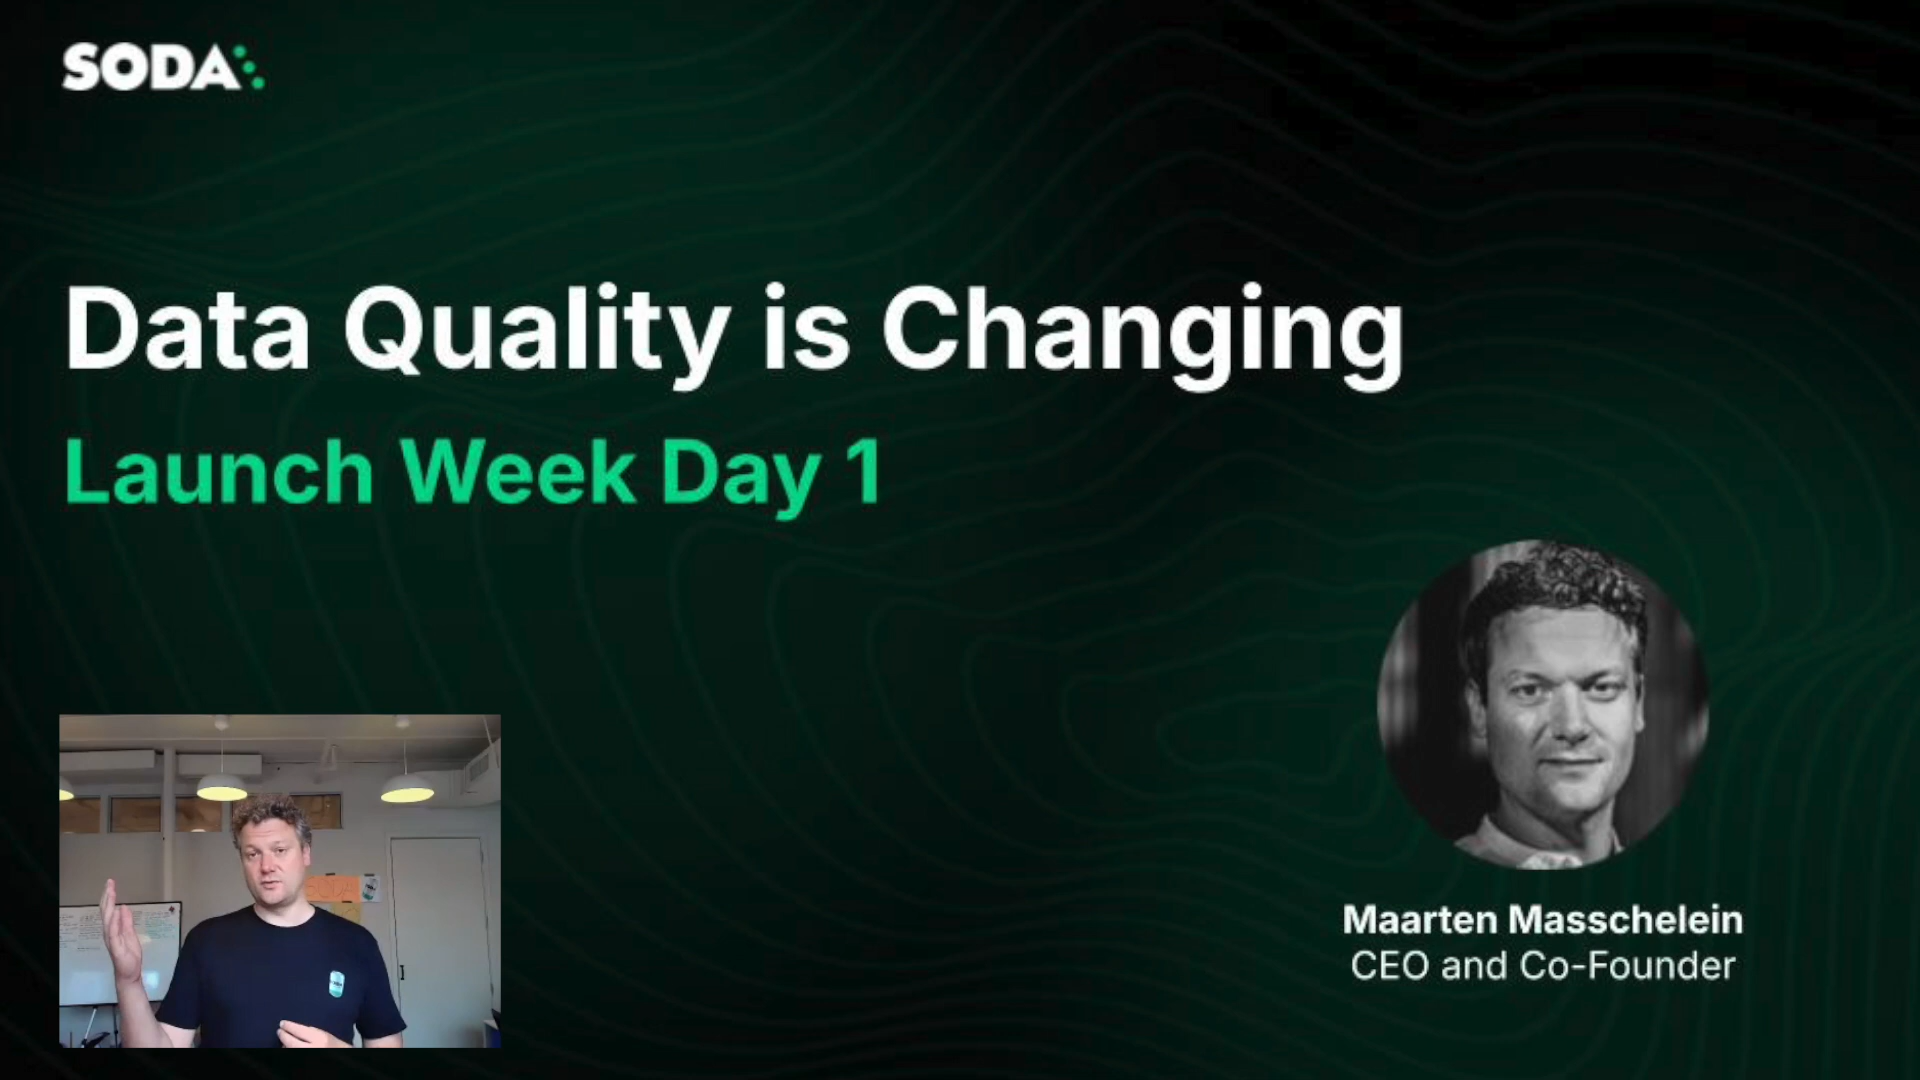 SODA
Data Quality is Changing
Launch Week Day 1
Maarten Masschelein
CEO and Co-Founder